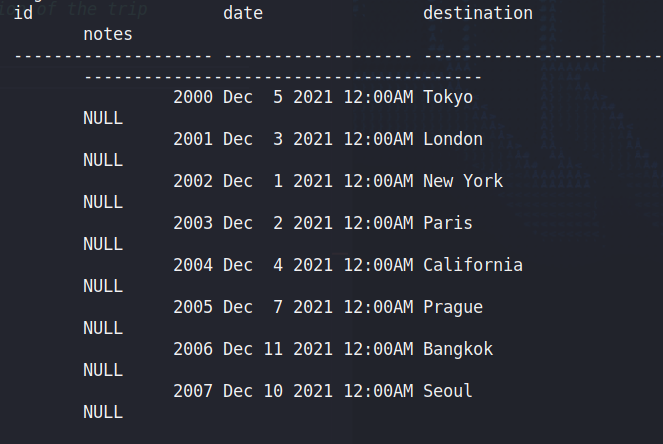 ion of the trip
id date destination
notes
-------------------- ------------------- ------------------------
----------------------------------------
2000 Dec  5 2021 12:00AM Tokyo
NULL
2001 Dec  3 2021 12:00AM London
NULL
2002 Dec  1 2021 12:00AM New York
NULL
2003 Dec  2 2021 12:00AM Paris
NULL
2004 Dec  4 2021 12:00AM California
NULL
2005 Dec  7 2021 12:00AM Prague
NULL
2006 Dec 11 2021 12:00AM Bangkok
NULL
2007 Dec 10 2021 12:00AM Seoul
NULL